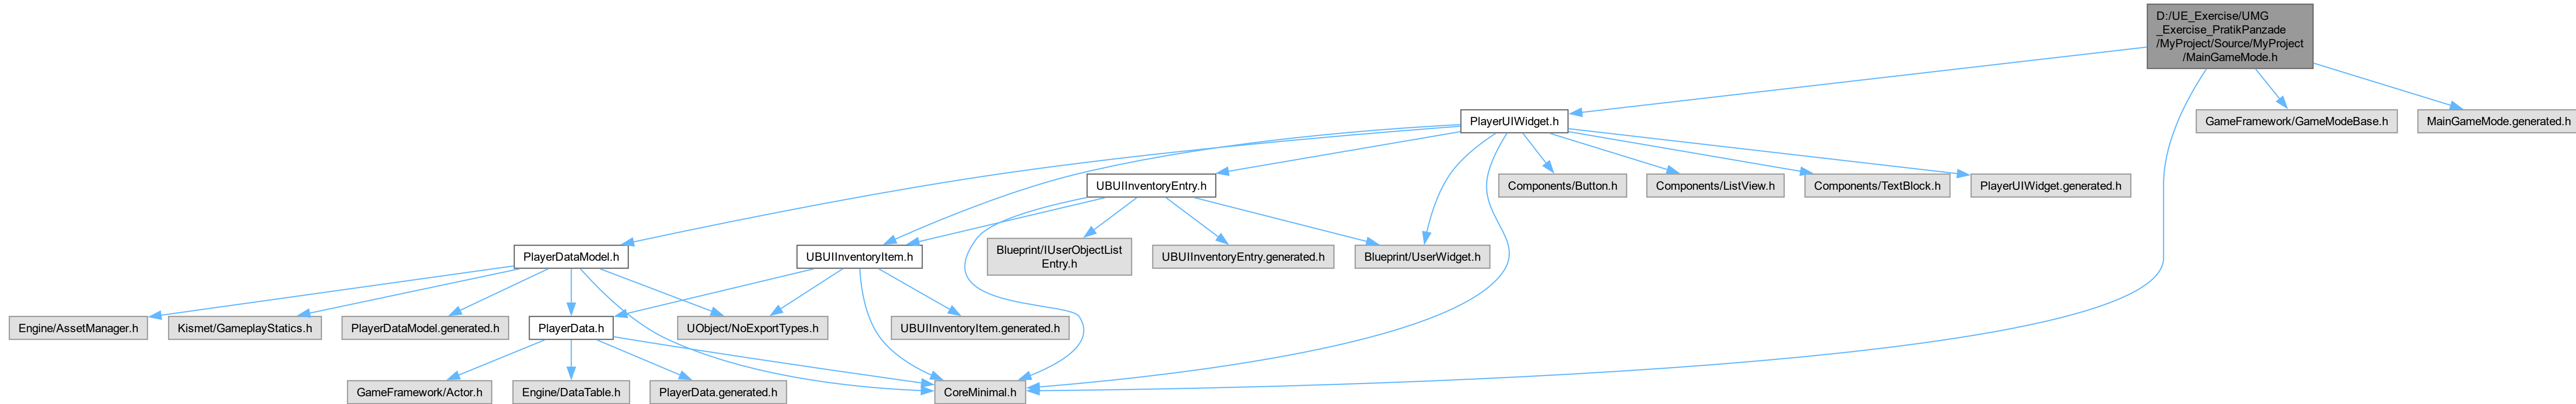 D:/UE_Exercise/UMG
_Exercise_PratikPanzade
/MyProject/Source/MyProject
/MainGameMode.h
PlayerUIWidget.h
GameFramework/GameModeBase.h
MainGameMode.generated.h
UBUIInventoryEntry.h
Components/Button.h
Components/ListView.h
Components/TextBlock.h
PlayerUIWidget.generated.h
PlayerDataModel.h
UBUIInventoryItem.h
Blueprint/IUserObjectList
Entry.h
UBUIInventoryEntry.generated.h
Blueprint/UserWidget.h
Engine/AssetManager.h
Kismet/GameplayStatics.h
PlayerDataModel.generated.h
PlayerData.h
UObject/NoExportTypes.h
UBUIInventoryItem.generated.h
GameFramework/Actor.h
Engine/DataTable.h
PlayerData.generated.h
CoreMinimal.h